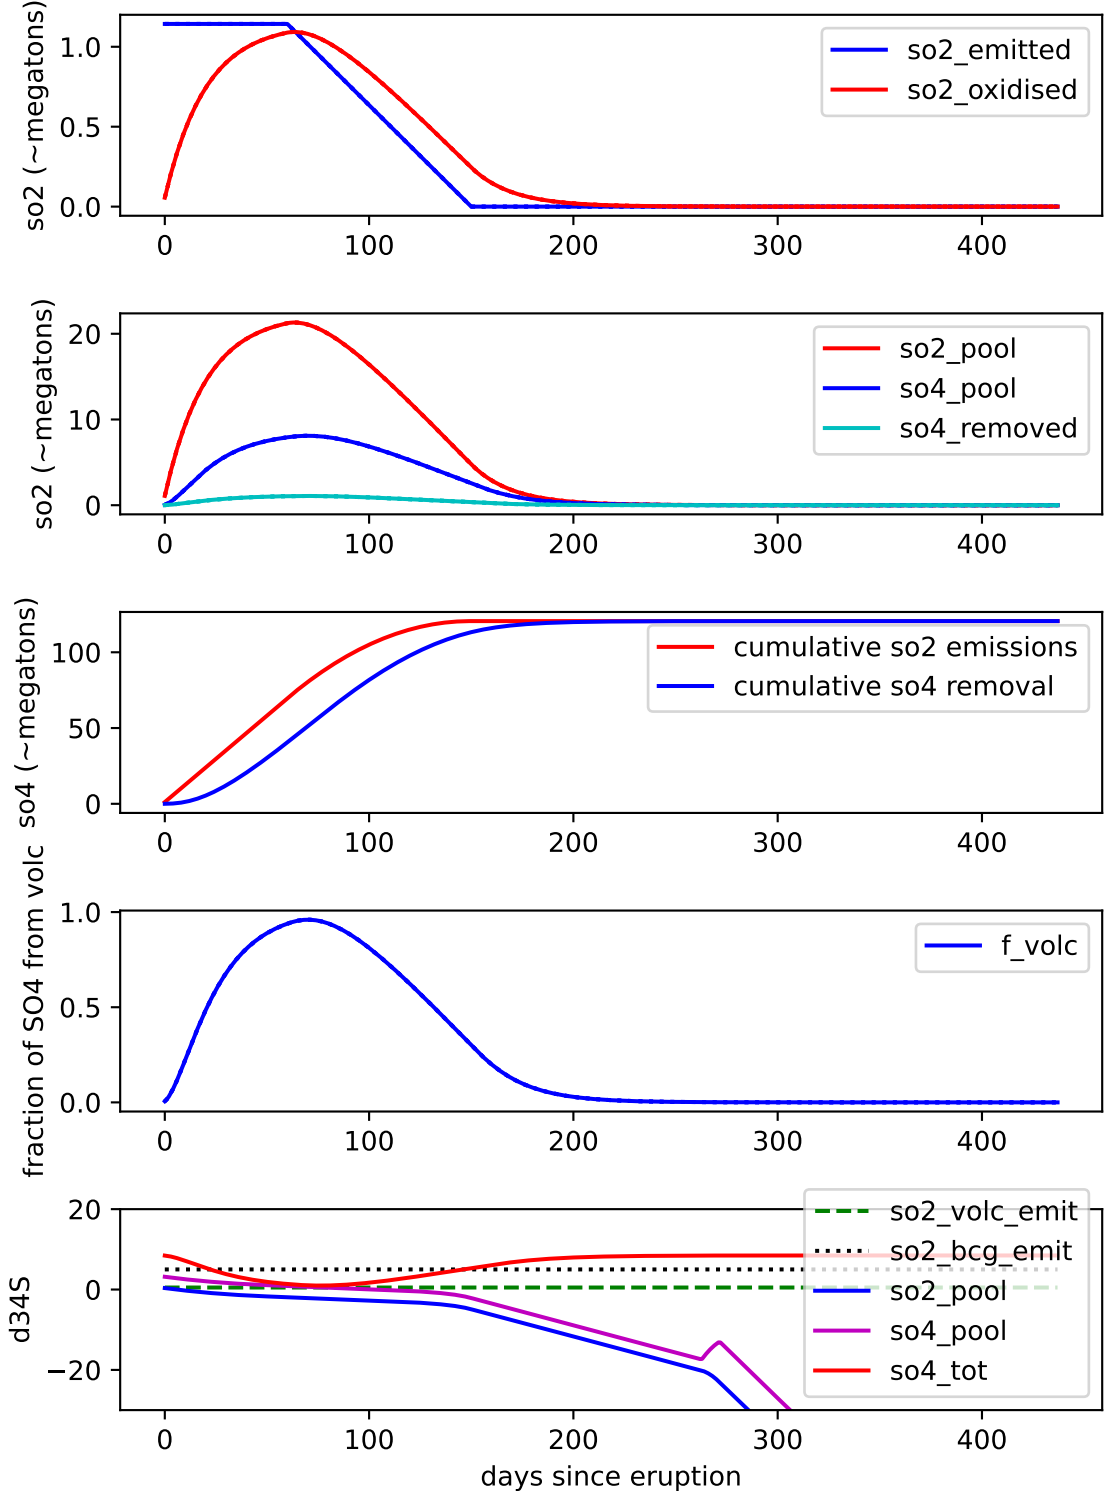 so2 (~megatons)
1.0
0.5
0.0
so2_emitted
so2_oxidised
0 100 200 300 400
so2 (~megatons)
20
10
0
so2_pool
so4_pool
so4_removed
0 100 200 300 400
so4 (~megatons)
100
50
0
cumulative so2 emissions
cumulative so4 removal
0 100 200 300 400
fraction of SO4 from volc
1.0
0.5
0.0
f_volc
0 100 200 300 400
d34S
20
0
−20
so2_volc_emit
so2_bcg_emit
so2_pool
so4_pool
so4_tot
0 100 200 300 400
days since eruption